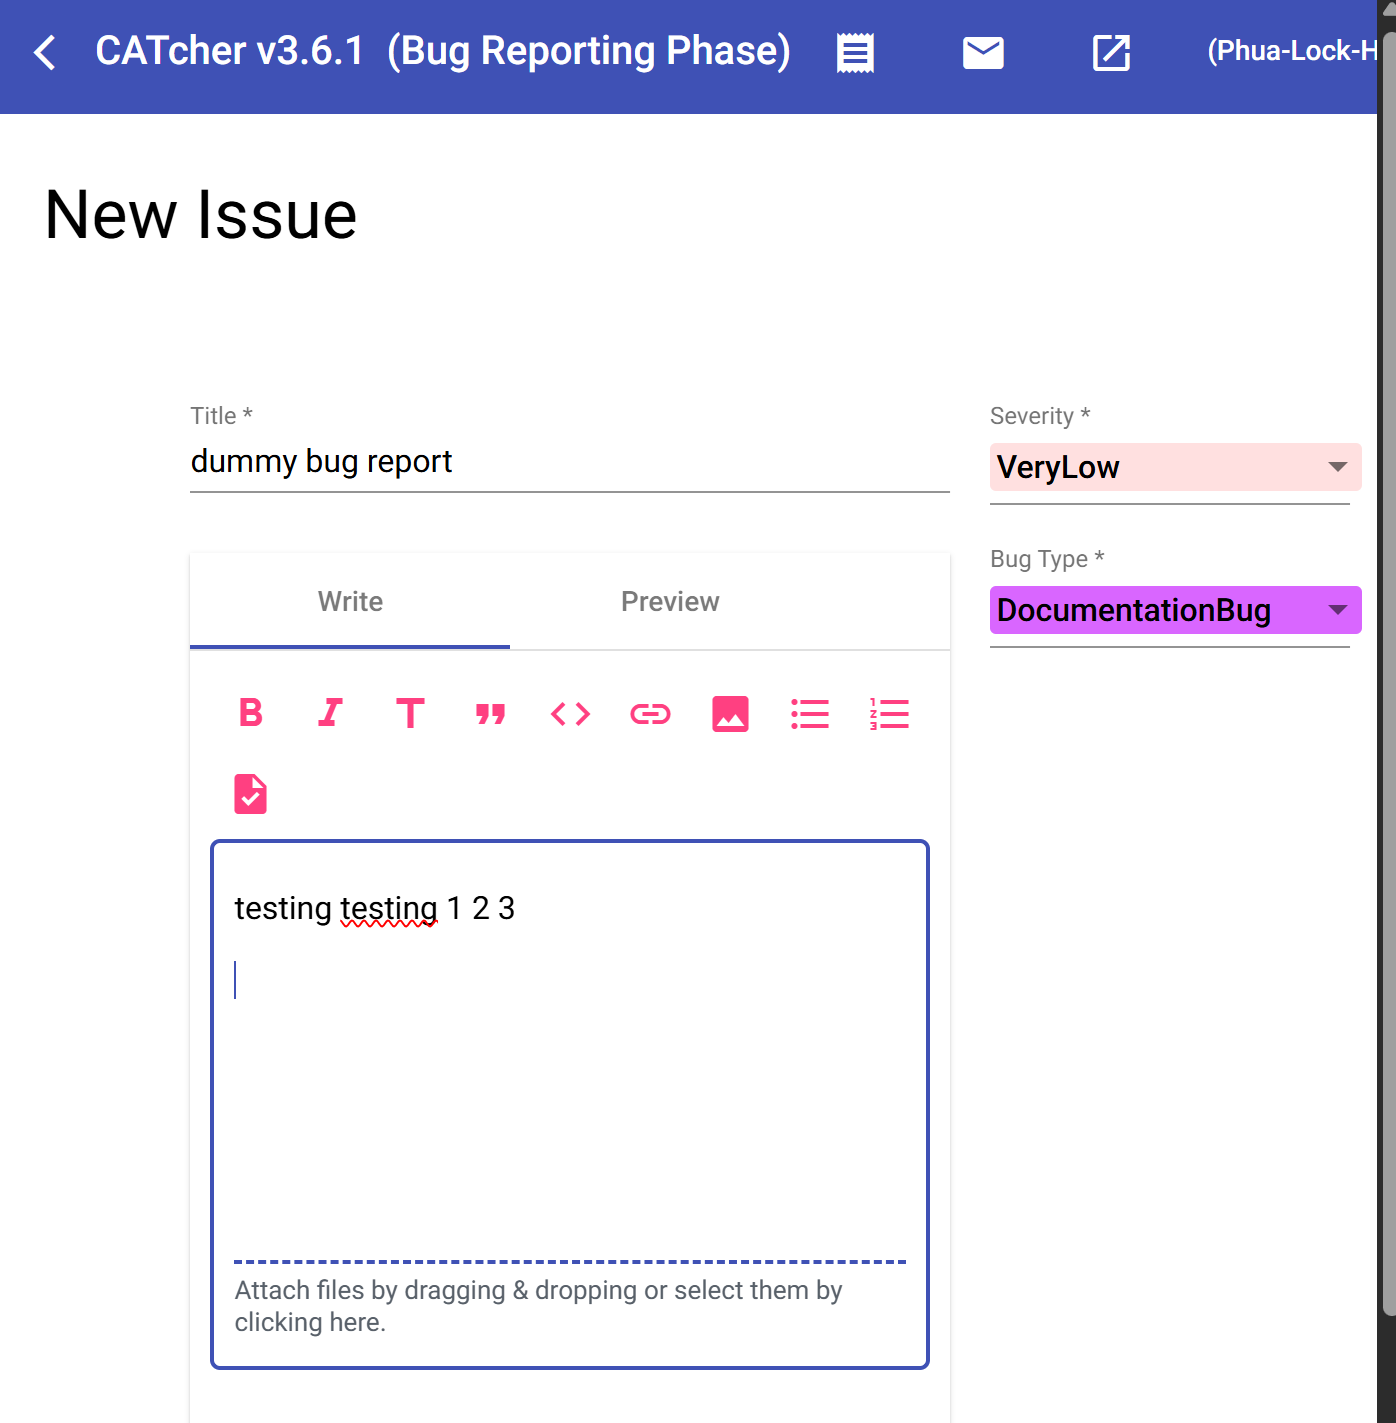 CATcher v3.6.1 (Bug Reporting Phase)
(Phua-Lock-H
New Issue
Title *
dummy bug report
Severity *
VeryLow
Bug Type *
DocumentationBug
Write
Preview
testing testing 1 2 3
Attach files by dragging & dropping or select them by
clicking here.